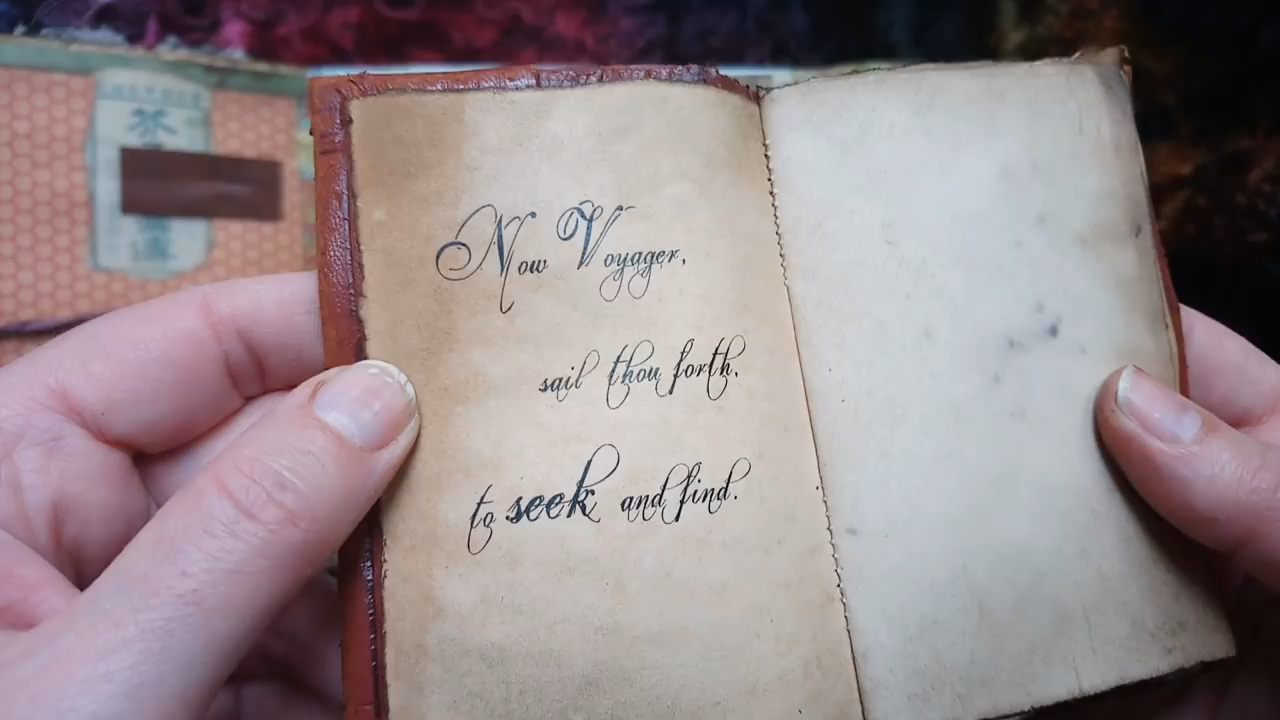 Now Voyager,
sail thou forth,
to seek and find.